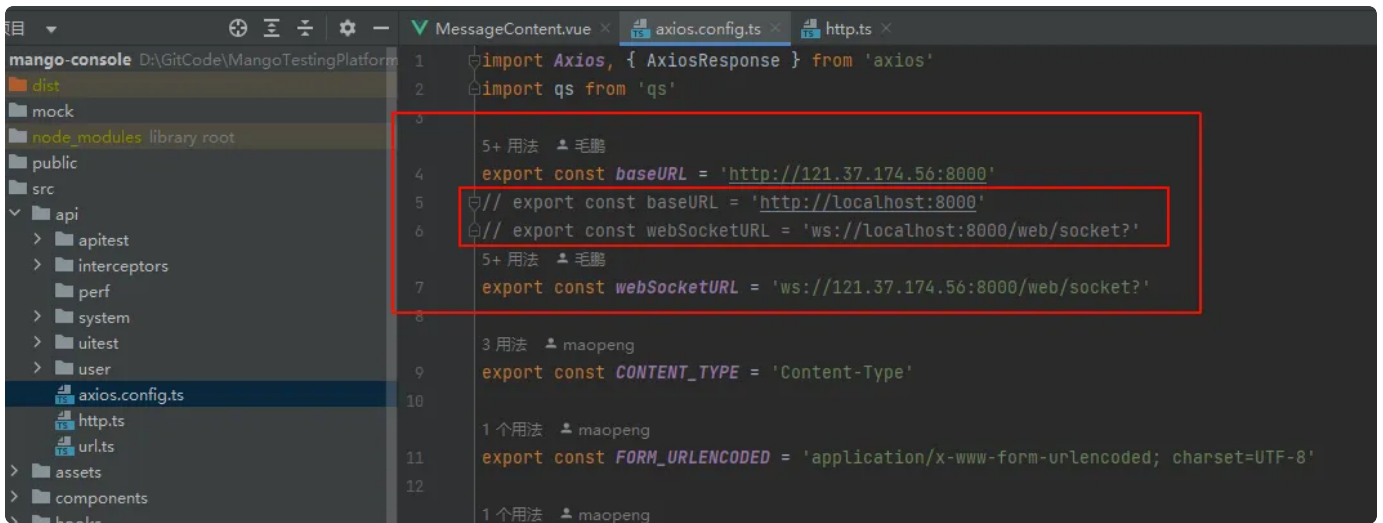 项目
MessageContent.vue
axios.config.ts
http.ts
mango-console D:\GitCode\MangoTestingPlatform
dist
mock
node_modules library root
public
src
api
apitest
interceptors
perf
system
uitest
user
axios.config.ts
http.ts
url.ts
assets
components
hooks
1 import Axios, { AxiosResponse } from 'axios'
2 import qs from 'qs'
3
5+ 用法 毛鹏
4 export const baseURL = 'http://121.37.174.56:8000'
5 // export const baseURL = 'http://localhost:8000'
6 // export const webSocketURL = 'ws://localhost:8000/web/socket?'
5+ 用法 毛鹏
7 export const webSocketURL = 'ws://121.37.174.56:8000/web/socket?'
8
3 用法 maopeng
9 export const CONTENT_TYPE = 'Content-Type'
10
1 个用法 maopeng
11 export const FORM_URLENCODED = 'application/x-www-form-urlencoded; charset=UTF-8'
12
1 个用法 maopeng